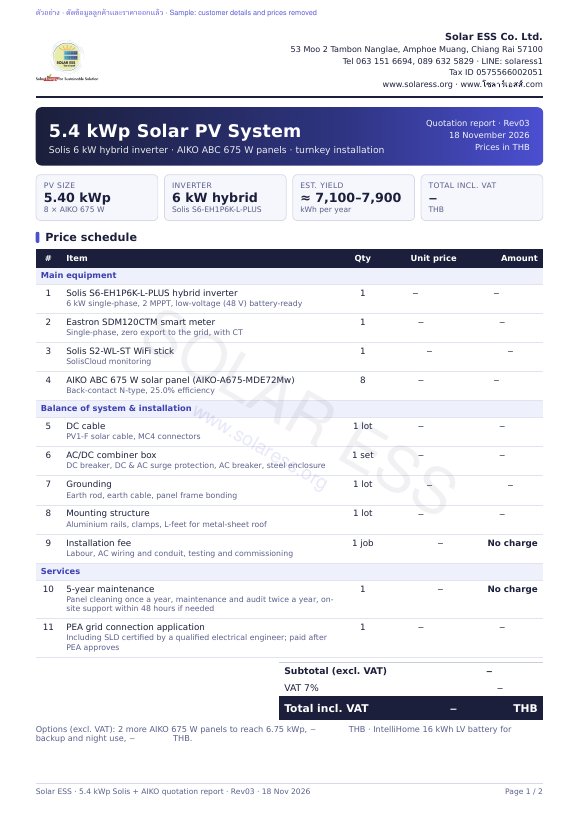 ตัวอย่าง · ตัดข้อมูลลูกค้าและราคาออกแล้ว · Sample: customer details and prices removed
Solar ESS Co. Ltd.
53 Moo 2 Tambon Nanglae, Amphoe Muang, Chiang Rai 57100
Tel 063 151 6694, 089 632 5829 · LINE: solaress1
Tax ID 0575566002051
www.solaress.org · www.โซลาร์เอสส์.com
SOLAR ESS
5.4 kWp Solar PV System
Solis 6 kW hybrid inverter · AIKO ABC 675 W panels · turnkey installation
Quotation report · Rev03
18 November 2026
Prices in THB
PV SIZE
5.40 kWp
8 × AIKO 675 W
INVERTER
6 kW hybrid
Solis S6-EH1P6K-L-PLUS
EST. YIELD
≈ 7,100–7,900
kWh per year
TOTAL INCL. VAT
–
THB
Price schedule
# Item Qty Unit price Amount
Main equipment
1 Solis S6-EH1P6K-L-PLUS hybrid inverter 1 – –
6 kW single-phase, 2 MPPT, low-voltage (48 V) battery-ready
2 Eastron SDM120CTM smart meter 1 – –
Single-phase, zero export to the grid, with CT
3 Solis S2-WL-ST WiFi stick 1 – –
SolisCloud monitoring
4 AIKO ABC 675 W solar panel (AIKO-A675-MDE72Mw) 8 – –
Back-contact N-type, 25.0% efficiency
Balance of system & installation
5 DC cable 1 lot – –
PV1-F solar cable, MC4 connectors
6 AC/DC combiner box 1 set – –
DC breaker, DC & AC surge protection, AC breaker, steel enclosure
7 Grounding 1 lot – –
Earth rod, earth cable, panel frame bonding
8 Mounting structure 1 lot – –
Aluminium rails, clamps, L-feet for metal-sheet roof
9 Installation fee 1 job – No charge
Labour, AC wiring and conduit, testing and commissioning
Services
10 5-year maintenance 1 – No charge
Panel cleaning once a year, maintenance and audit twice a year, on-
site support within 48 hours if needed
11 PEA grid connection application 1 – –
Including SLD certified by a qualified electrical engineer; paid after
PEA approves
SOLAR ESS
www.solaress.org
Subtotal (excl. VAT) –
VAT 7% –
Total incl. VAT – THB
Options (excl. VAT): 2 more AIKO 675 W panels to reach 6.75 kWp, – THB · IntelliHome 16 kWh LV battery for
backup and night use, – THB.
Solar ESS · 5.4 kWp Solis + AIKO quotation report · Rev03 · 18 Nov 2026
Page 1 / 2